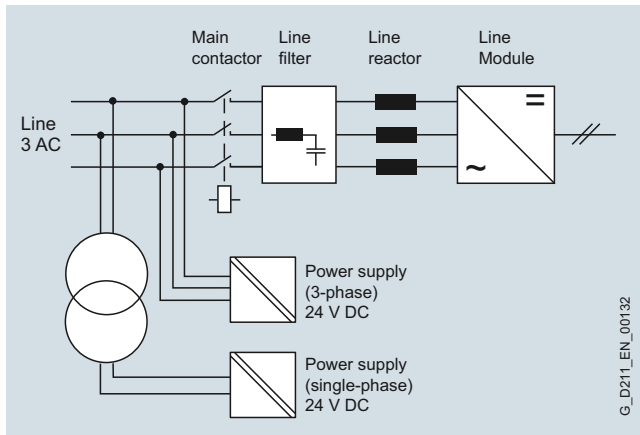 Main
contactor
Line
filter
Line
reactor
Line
Module
Line
3 AC
=
~
Power supply
(3-phase)
24 V DC
Power supply
(single-phase)
24 V DC
G_D211_EN_00132